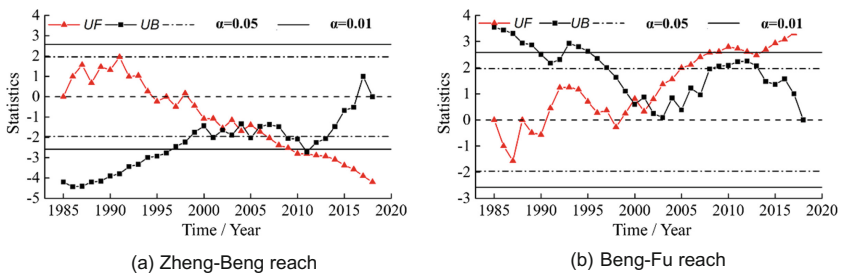 UF UB α=0.05 α=0.01
Statistics
5
4
3
2
1
0
-1
-2
-3
-4
-5
1985 1990 1995 2000 2005 2010 2015 2020
Time / Year
(a) Zheng-Beng reach
UF UB α=0.05 α=0.01
Statistics
4
3
2
1
0
-1
-2
-3
1985 1990 1995 2000 2005 2010 2015 2020
Time / Year
(b) Beng-Fu reach